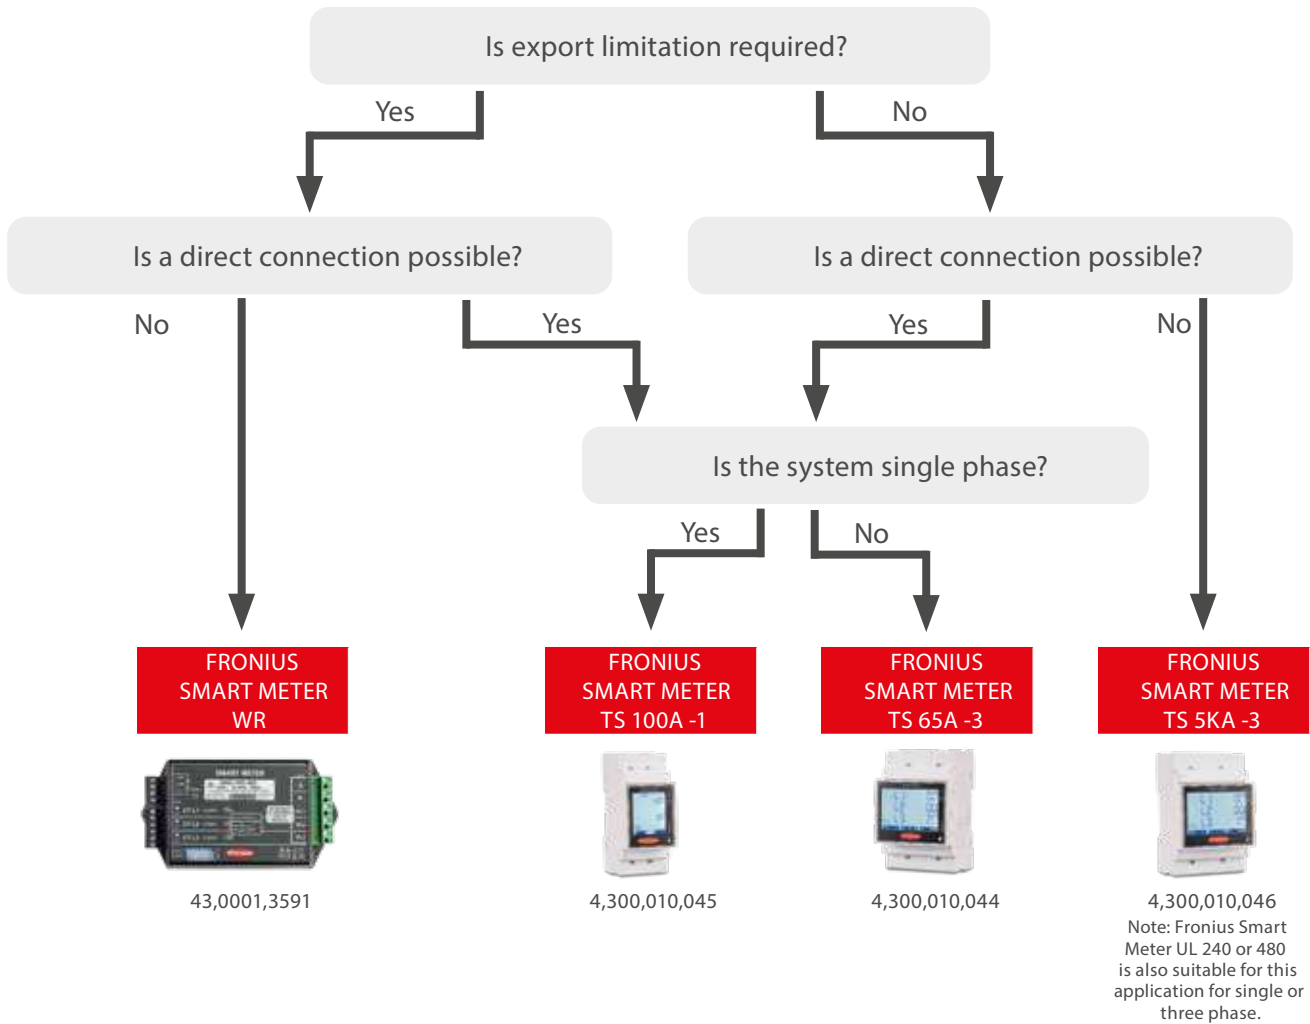 Is export limitation required?
Yes
No
Is a direct connection possible?
Is a direct connection possible?
No
Yes
Yes
No
Is the system single phase?
Yes
No
FRONIUS
SMART METER
WR
FRONIUS
SMART METER
TS 100A -1
FRONIUS
SMART METER
TS 65A -3
FRONIUS
SMART METER
TS 5KA -3
SMART METER
43,0001,3591
4,300,010,045
4,300,010,044
4,300,010,046
Note: Fronius Smart
Meter UL 240 or 480
is also suitable for this
application for single or
three phase.